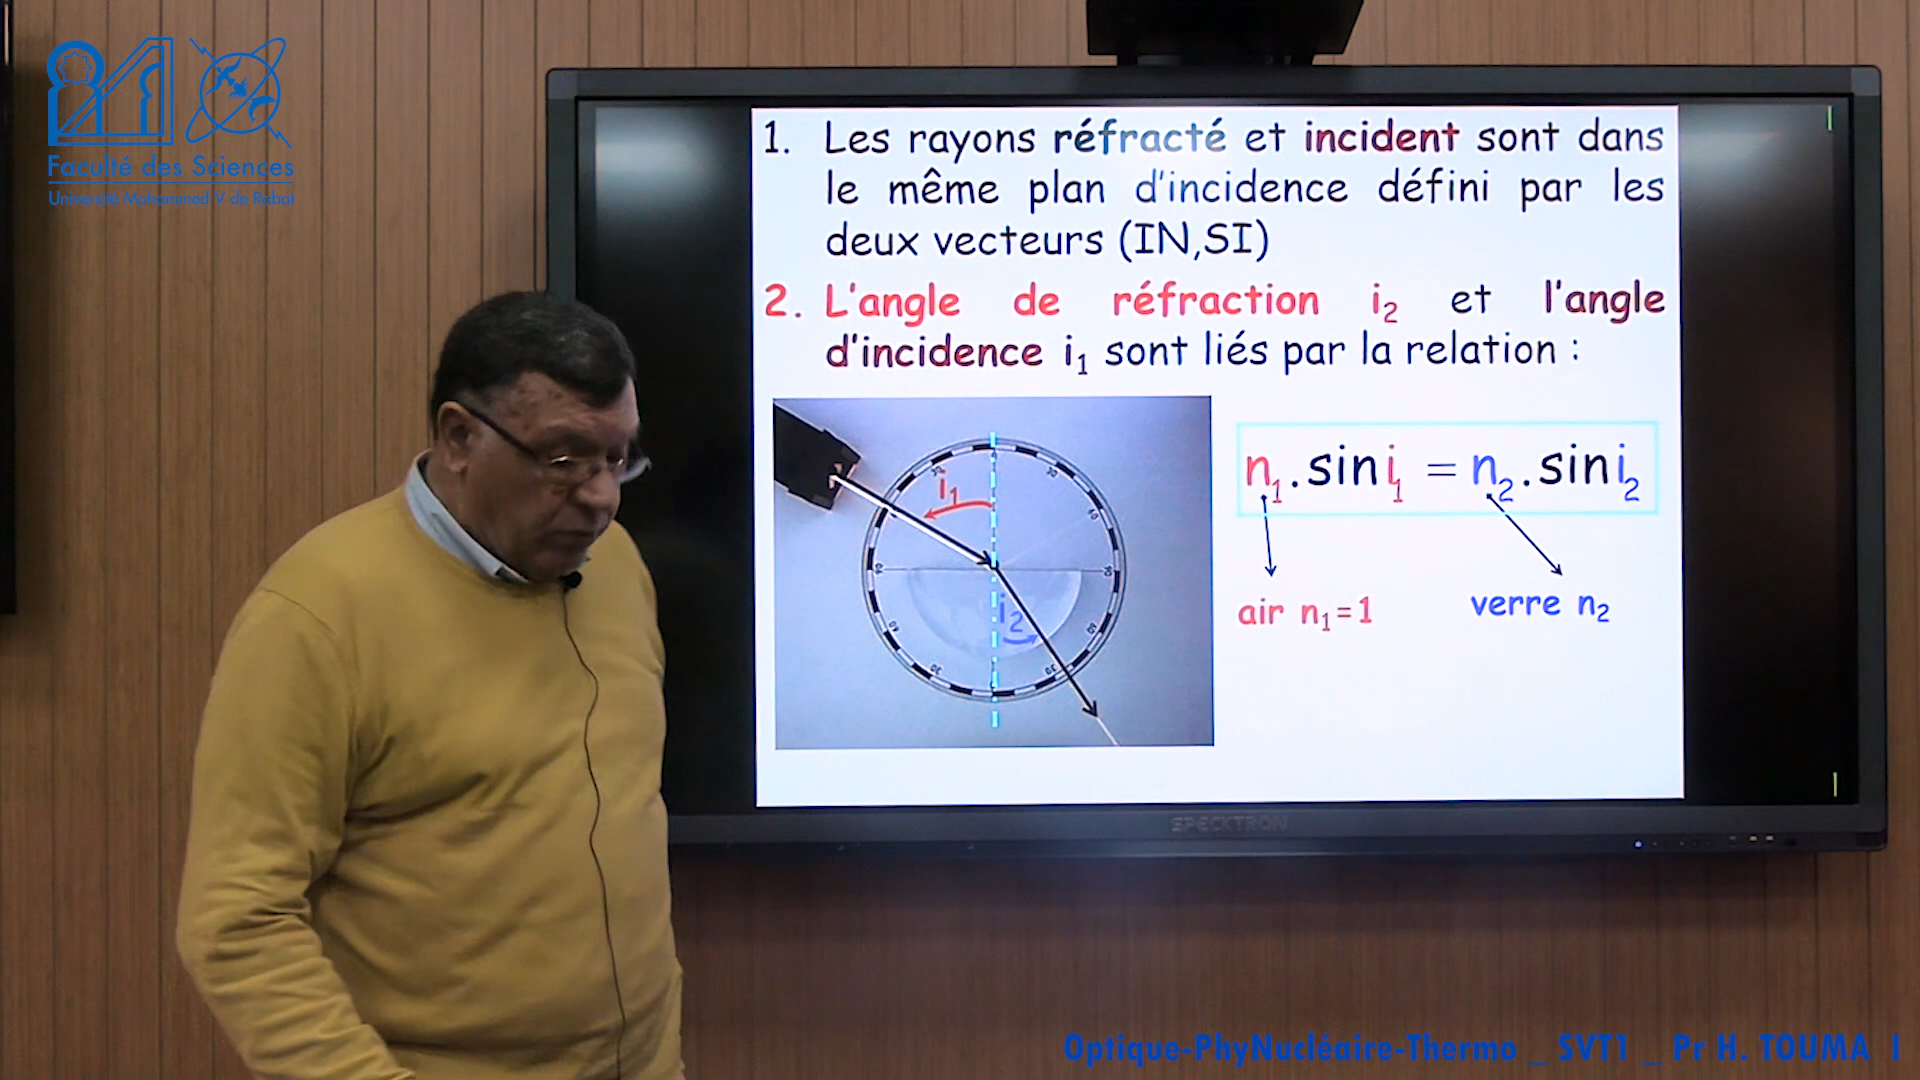 Faculté des Sciences
Université Mohammed V de Rabat
1. Les rayons réfracté et incident sont dans
le même plan d'incidence défini par les
deux vecteurs (IN,SI)
2. L'angle de réfraction i2 et l'angle
d'incidence i1 sont liés par la relation :
i1
i2
n1.sini1 = n2.sini2
air n1=1
verre n2
SPECKTRON
Optique-PhyNucléaire-Thermo _ SVT1 _ Pr H. TOUMA I